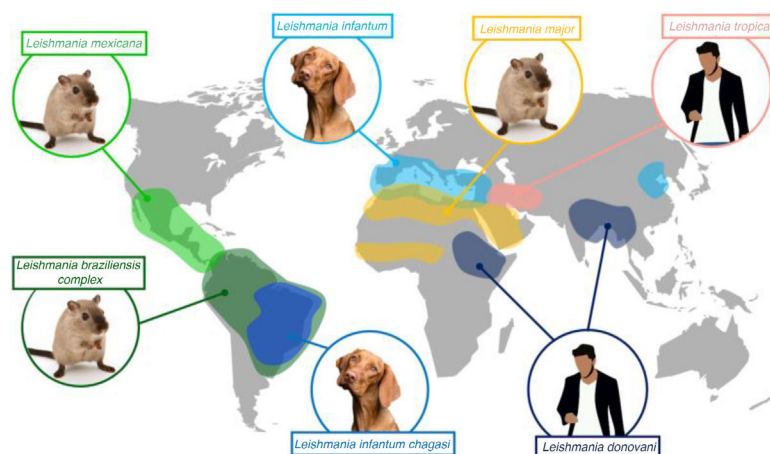 Leishmania mexicana
Leishmania infantum
Leishmania major
Leishmania tropica
Leishmania braziliensis
complex
Leishmania infantum chagasi
Leishmania donovani